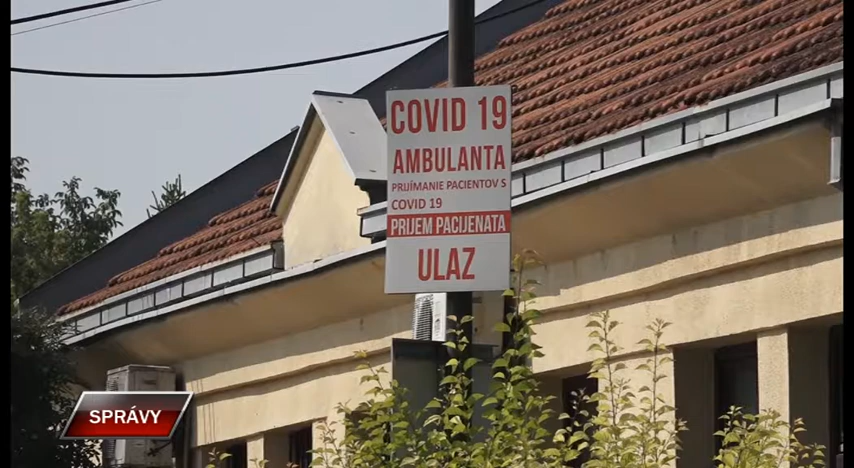 COVID 19
AMBULANTA
PRIJÍMANIE PACIENTOV S
COVID 19
PRIJEM PACIJENATA
ULAZ
SPRÁVY